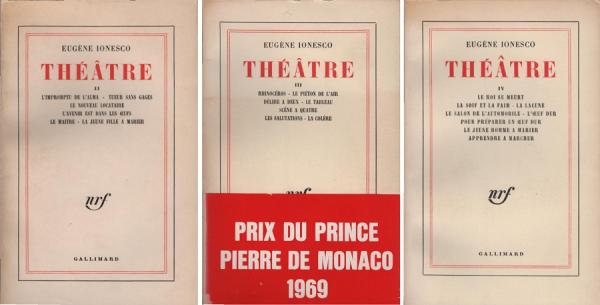 EUGÈNE IONESCO
THÉÂTRE
II
L'IMPROMPTU DE L'ALMA - TUEUR SANS GAGES
LE NOUVEAU LOCATAIRE
L'AVENIR EST DANS LES ŒUFS
LE MAITRE - LA JEUNE FILLE A MARIER
nrf
GALLIMARD
EUGÈNE IONESCO
THÉÂTRE
III
RHINOCÉROS - LE PIÉTON DE L'AIR
DÉLIRE A DEUX - LE TABLEAU
SCÈNE A QUATRE
LES SALUTATIONS - LA COLÈRE
nrf
PRIX DU PRINCE
PIERRE DE MONACO
1969
EUGÈNE IONESCO
THÉÂTRE
IV
LE ROI SE MEURT
LA SOIF ET LA FAIM - LA LACUNE
LE SALON DE L'AUTOMOBILE - L'ŒUF DUR
POUR PRÉPARER UN ŒUF DUR
LE JEUNE HOMME A MARIER
APPRENDRE A MARCHER
nrf
GALLIMARD